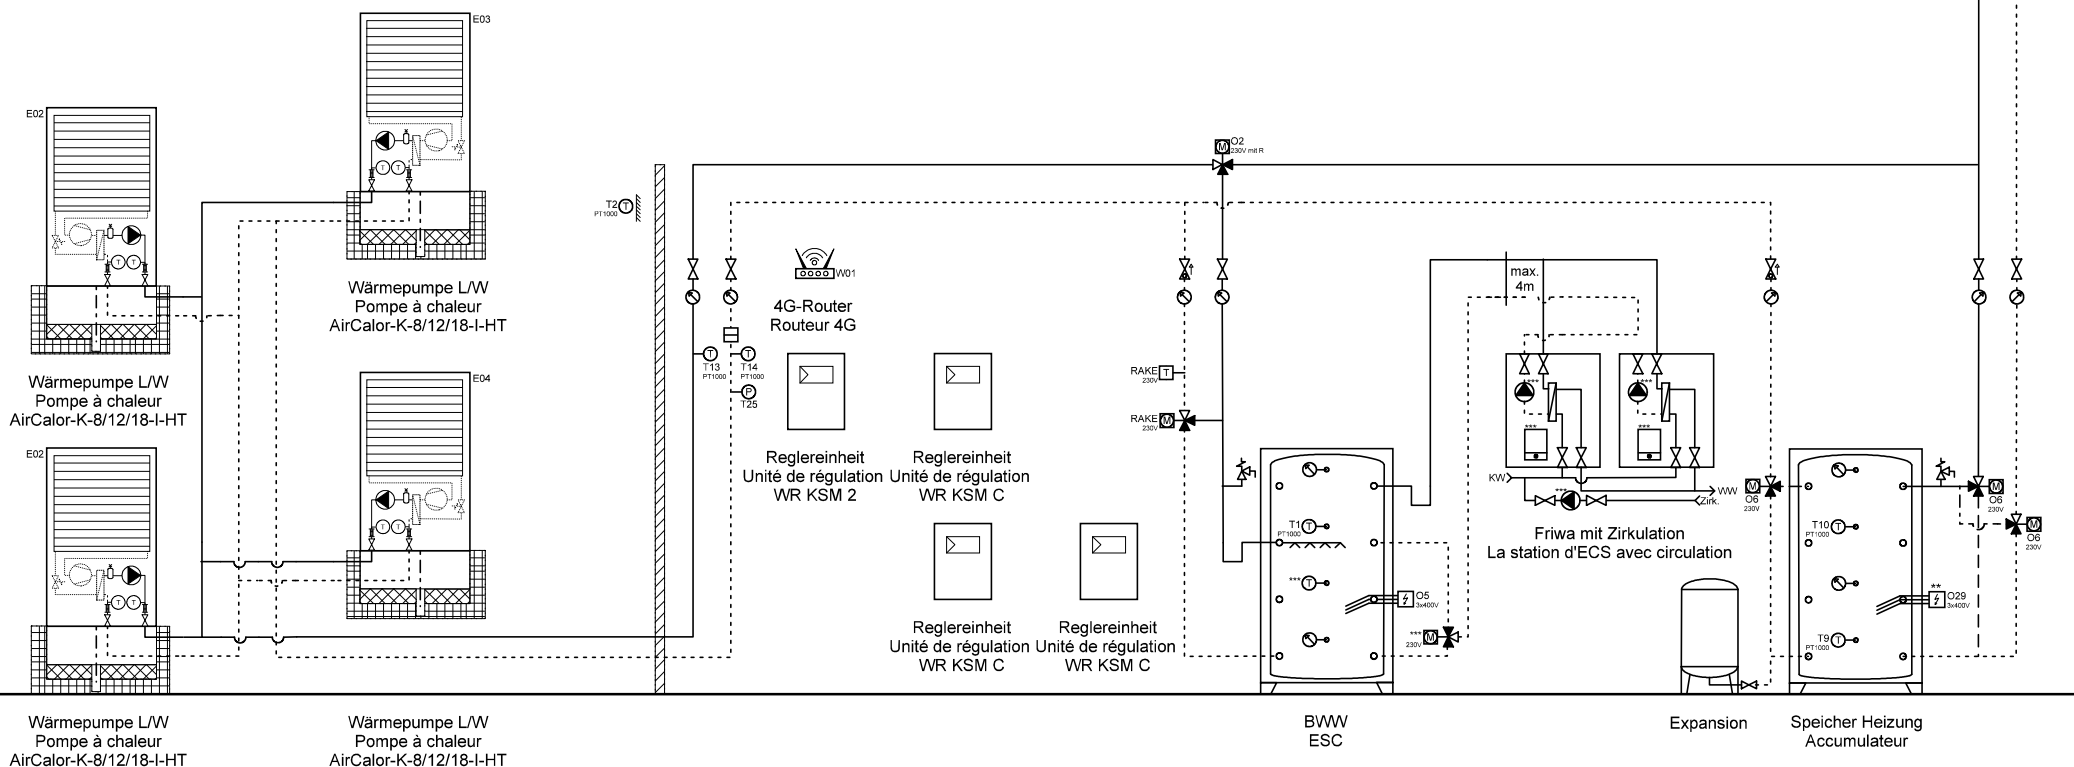 E03
E02
T
T
T
T
Wärmepumpe L/W
Pompe à chaleur
AirCalor-K-8/12/18-I-HT
Wärmepumpe L/W
Pompe à chaleur
AirCalor-K-8/12/18-I-HT
E04
E02
T
T
T
T
Wärmepumpe L/W
Pompe à chaleur
AirCalor-K-8/12/18-I-HT
Wärmepumpe L/W
Pompe à chaleur
AirCalor-K-8/12/18-I-HT
T2
PT1000
T
T
T13
PT1000
T
T14
PT1000
P
T25
W01
4G-Router
Routeur 4G
Reglereinheit
Unité de régulation
WR KSM 2
Reglereinheit
Unité de régulation
WR KSM C
Reglereinheit
Unité de régulation
WR KSM C
Reglereinheit
Unité de régulation
WR KSM C
M
O2
230V mit R
RAKE
230V
T
RAKE
230V
M
T1
PT1000
T
***
T
O5
3x400V
***
230V
M
BWW
ESC
max.
4m
***
***
***
***
KW
WW
***
Zirk.
Friwa mit Zirkulation
La station d'ECS avec circulation
Expansion
M
O6
230V
T10
PT1000
T
**
O29
3x400V
T9
PT1000
T
M
O6
230V
M
O6
230V
Speicher Heizung
Accumulateur